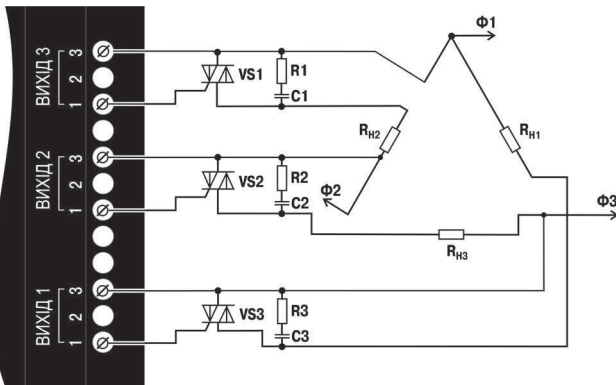 ВИХІД 3
3
2
1
VS1
R1
C1
Ф1
RН2
RН1
ВИХІД 2
3
2
1
VS2
R2
C2
Ф2
Ф3
RН3
ВИХІД 1
3
2
1
VS3
R3
C3